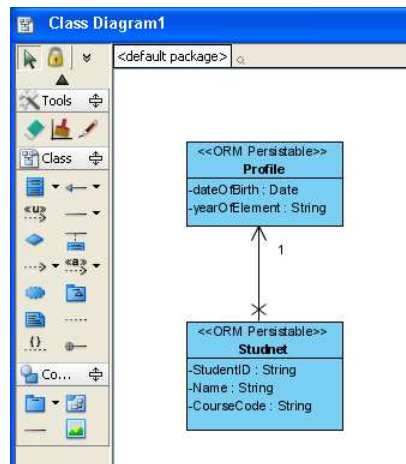 Class Diagram1
<default package>
Tools
Class
«u»
«a»
{}
Co...
<<ORM Persistable>>
Profile
-dateOfBirth : Date
-yearOfElement : String
1
<<ORM Persistable>>
Studnet
-StudentID : String
-Name : String
-CourseCode : String